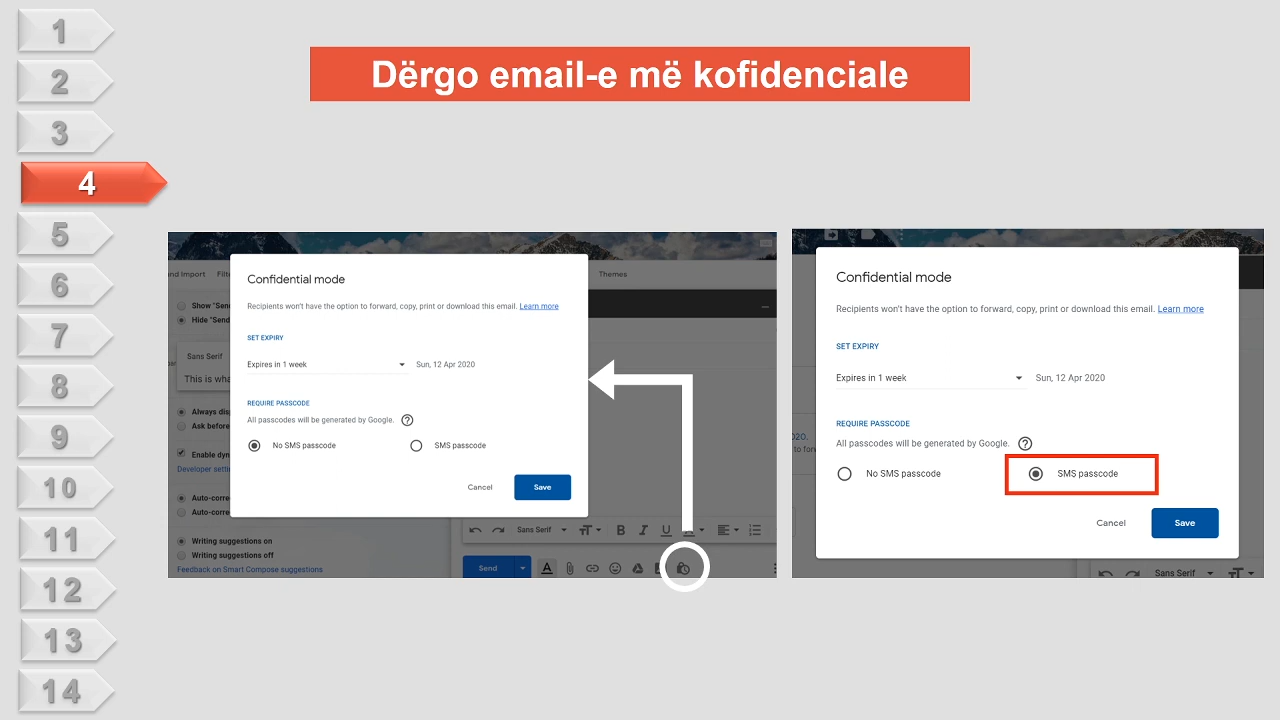 1
2
3
4
5
6
7
8
9
10
11
12
13
14
Dërgo email-e më kofidenciale
and Import
Themes
Show "Send
Hide "Send
Sans Serif
This is wha
Always disp
Ask before
Enable dyn
Developer setti
Auto-corre
Auto-corre
Writing suggestions on
Writing suggestions off
Feedback on Smart Compose suggestions
Confidential mode
Recipients won't have the option to forward, copy, print or download this email. Learn more
SET EXPIRY
Expires in 1 week Sun, 12 Apr 2020
REQUIRE PASSCODE
All passcodes will be generated by Google. ?
No SMS passcode SMS passcode
Cancel Save
Sans Serif
Send
Confidential mode
Recipients won't have the option to forward, copy, print or download this email. Learn more
SET EXPIRY
Expires in 1 week Sun, 12 Apr 2020
REQUIRE PASSCODE
All passcodes will be generated by Google. ?
No SMS passcode SMS passcode
Cancel Save
020.
to for
Sans Serif